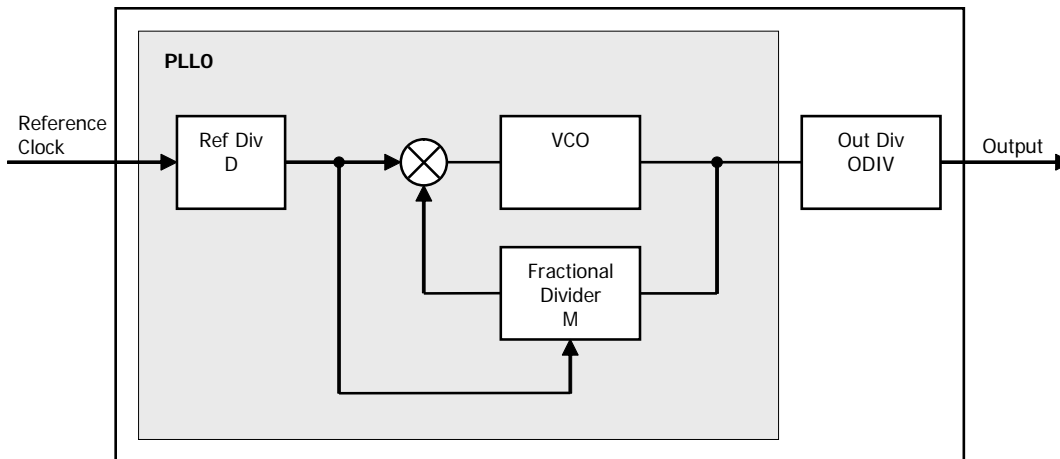 PLL0
Reference
Clock
Ref Div
D
VCO
Out Div
ODIV
Output
Fractional
Divider
M